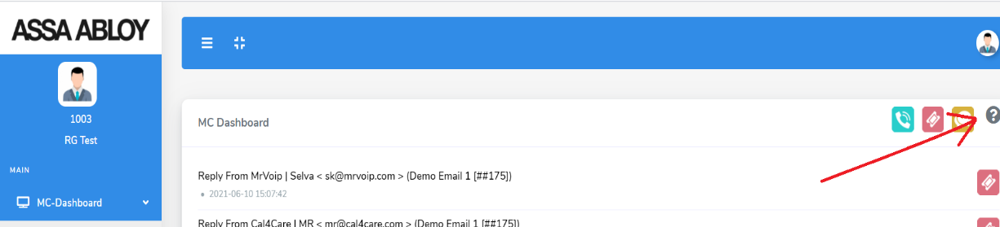 ASSA ABLOY
1003
RG Test
MAIN
MC-Dashboard
MC Dashboard
Reply From MrVoip | Selva < sk@mrvoip.com > (Demo Email 1 [##175])
2021-06-10 15:07:42
Reply From Cal4Care | MR < mr@cal4care.com > (Demo Email 1 [##175])